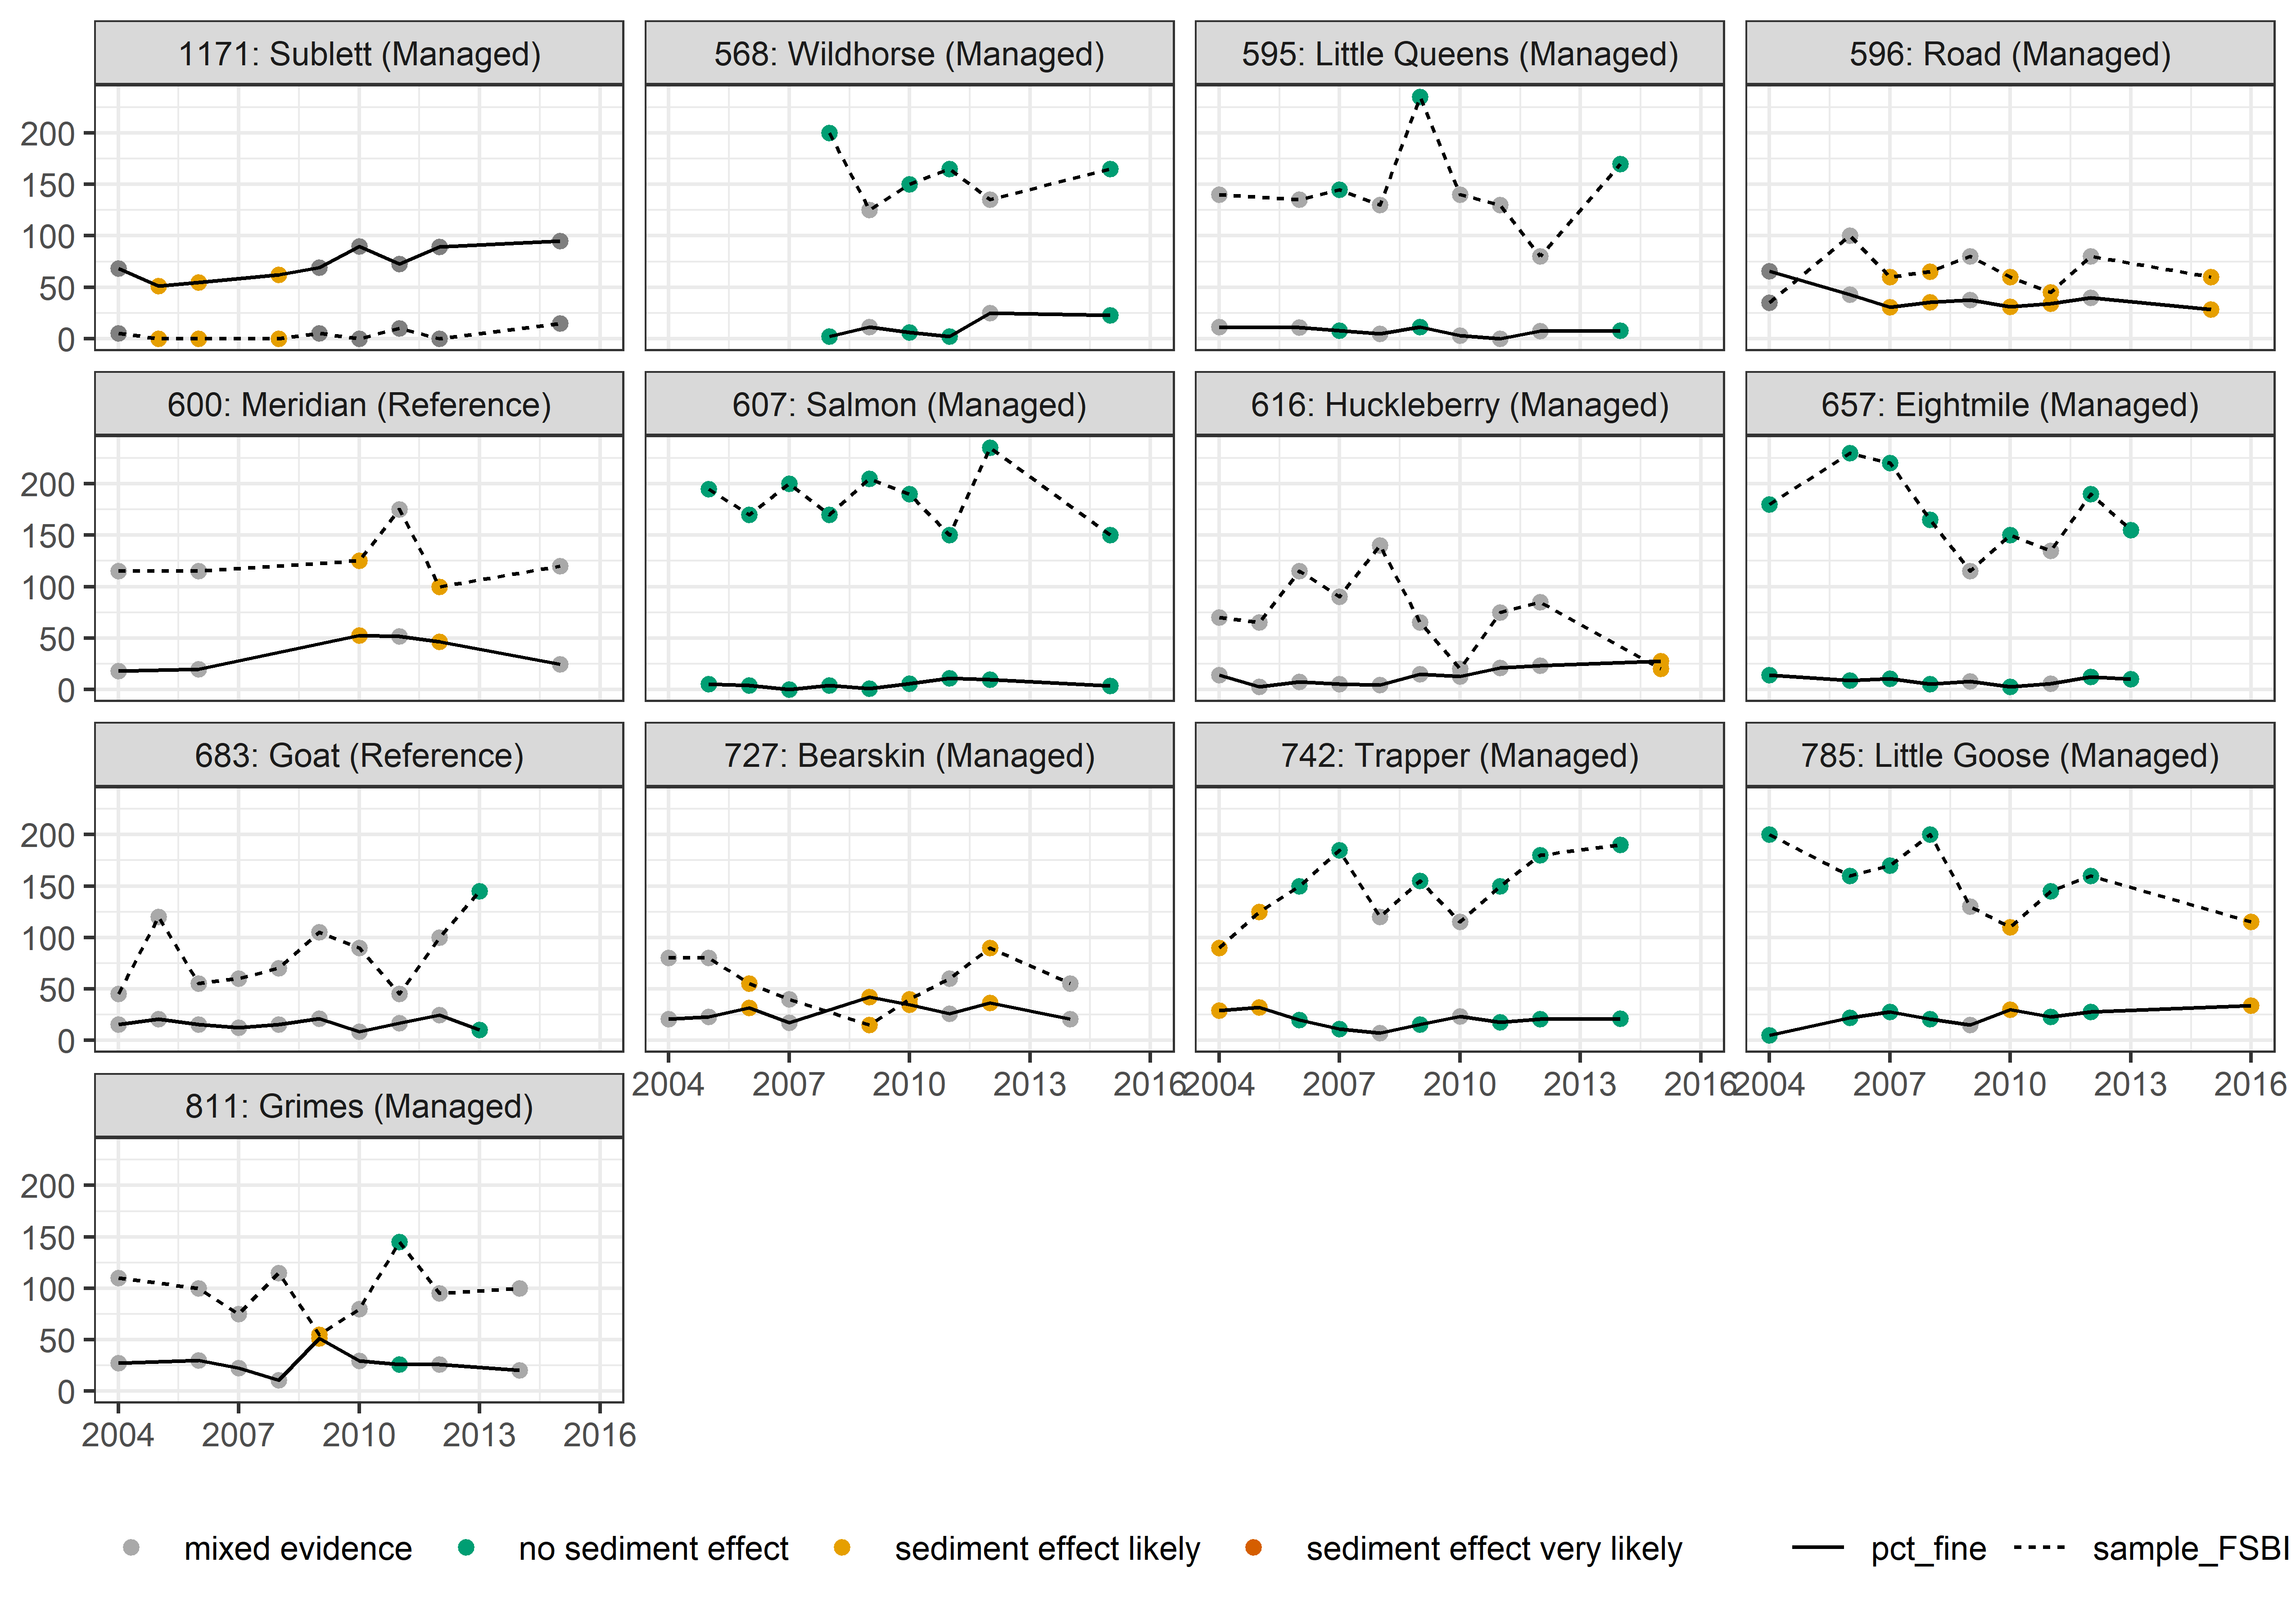 1171: Sublett (Managed) 568: Wildhorse (Managed) 595: Little Queens (Managed) 596: Road (Managed)
200
150
100
50
0
600: Meridian (Reference) 607: Salmon (Managed) 616: Huckleberry (Managed) 657: Eightmile (Managed)
200
150
100
50
0
683: Goat (Reference) 727: Bearskin (Managed) 742: Trapper (Managed) 785: Little Goose (Managed)
200
150
100
50
0
2004 2007 2010 2013 2016 2004 2007 2010 2013 2016 2004 2007 2010 2013 2016
811: Grimes (Managed)
200
150
100
50
0
2004 2007 2010 2013 2016
mixed evidence no sediment effect sediment effect likely sediment effect very likely pct_fine sample_FSBI